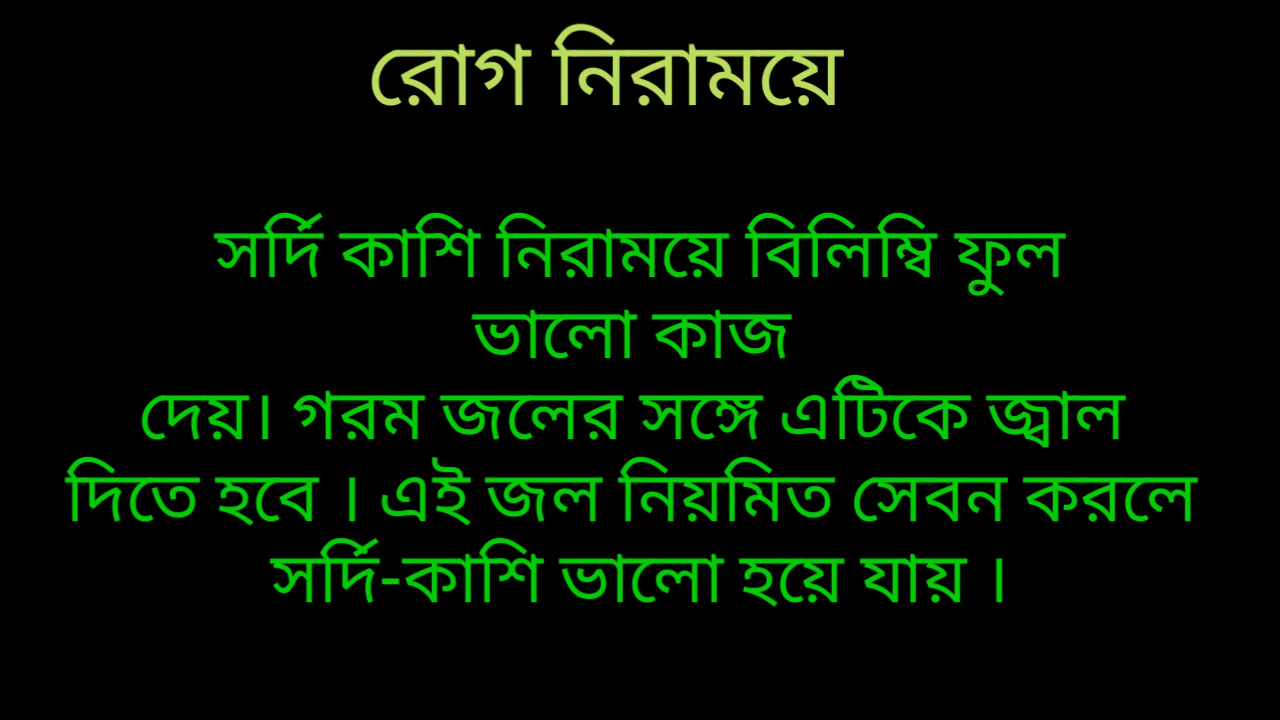 রোগ নিরাময়ে
সর্দি কাশি নিরাময়ে বিলিম্বি ফুল
ভালো কাজ
দেয়। গরম জলের সঙ্গে এটিকে জ্বাল
দিতে হবে । এই জল নিয়মিত সেবন করলে
সর্দি-কাশি ভালো হয়ে যায় ।